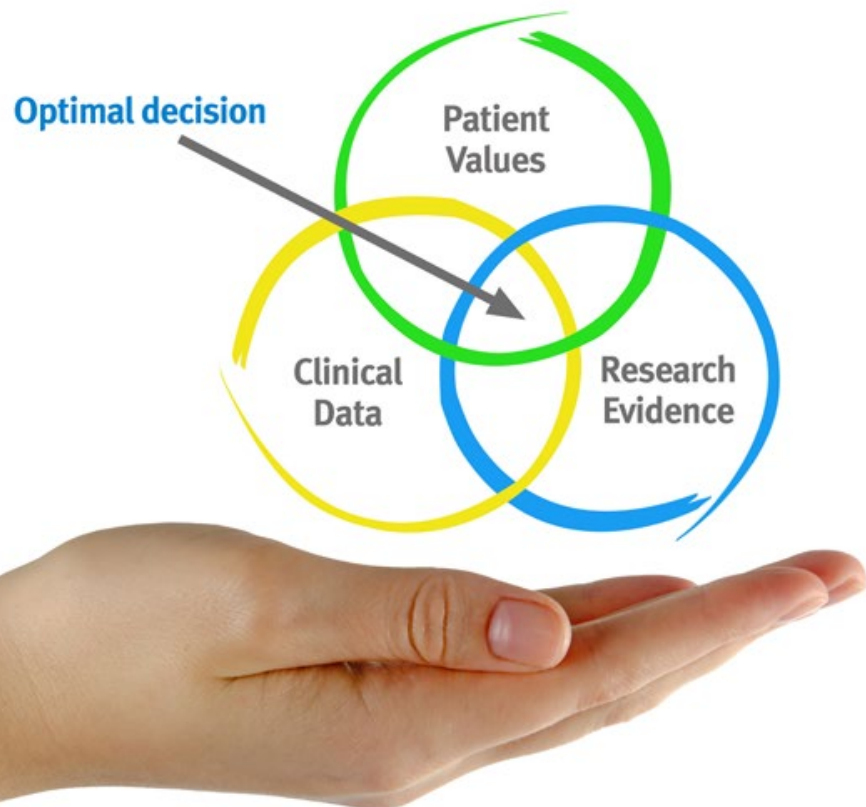 Optimal decision
Patient
Values
Clinical
Data
Research
Evidence